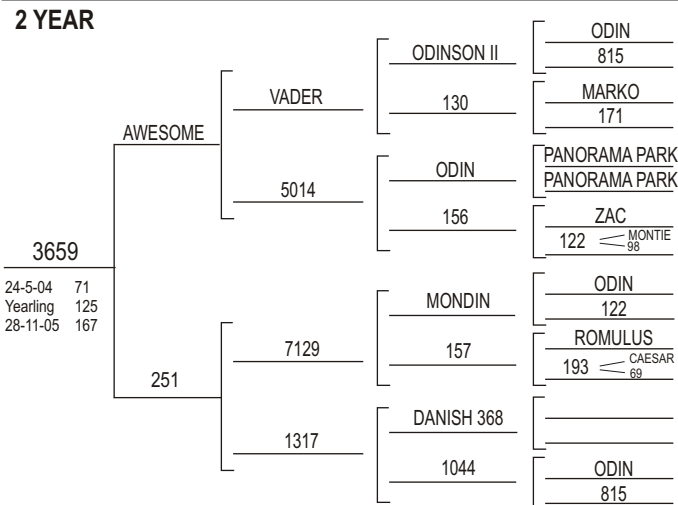 2 YEAR
ODIN
ODINSON II
815
VADER
MARKO
130
171
AWESOME
PANORAMA PARK
ODIN
PANORAMA PARK
5014
156
ZAC
122 MONTIE
98
3659
24-5-04 71
Yearling 125
28-11-05 167
ODIN
MONDIN
122
7129
ROMULUS
157
193 CAESAR
69
251
DANISH 368
1317
1044
ODIN
815